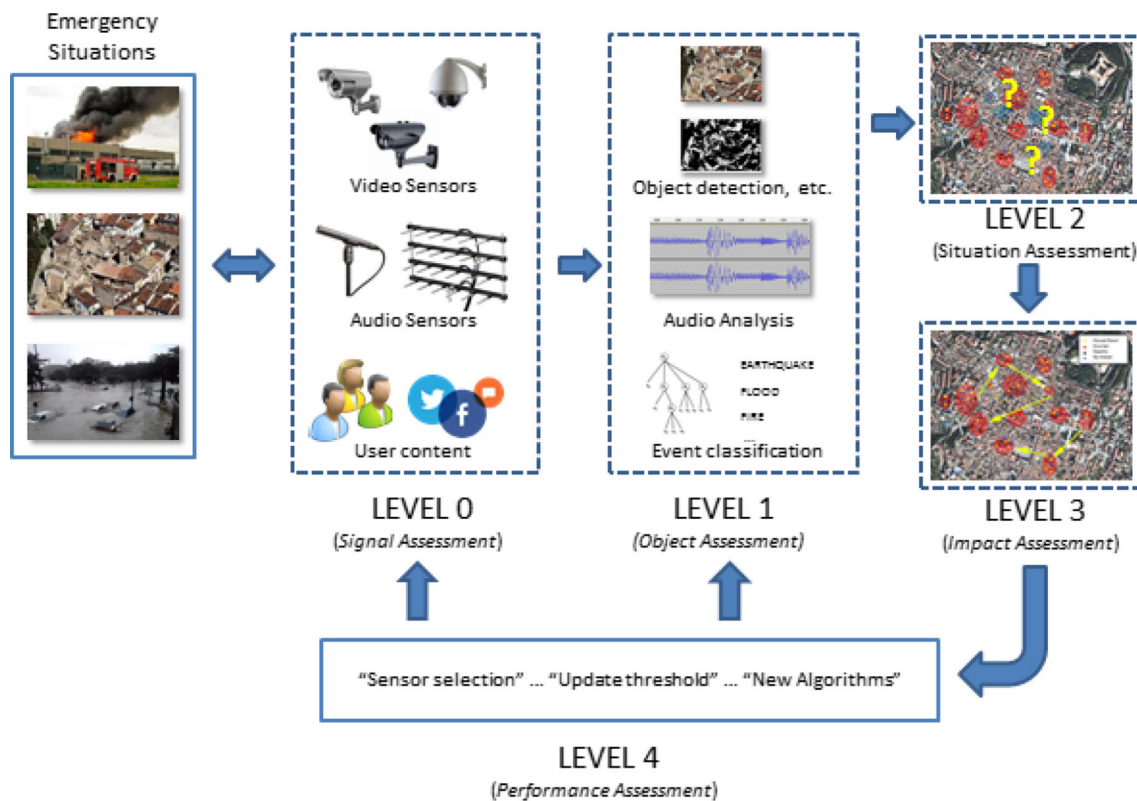 Emergency
Situations
Video Sensors
Audio Sensors
User content
LEVEL 0
(Signal Assessment)
Object detection, etc.
Audio Analysis
EARTHQUAKE
FLOOD
FIRE
....
Event classification
LEVEL 1
(Object Assessment)
? ? ?
LEVEL 2
(Situation Assessment)
LEVEL 3
(Impact Assessment)
“Sensor selection” ... “Update threshold” ... “New Algorithms”
LEVEL 4
(Performance Assessment)